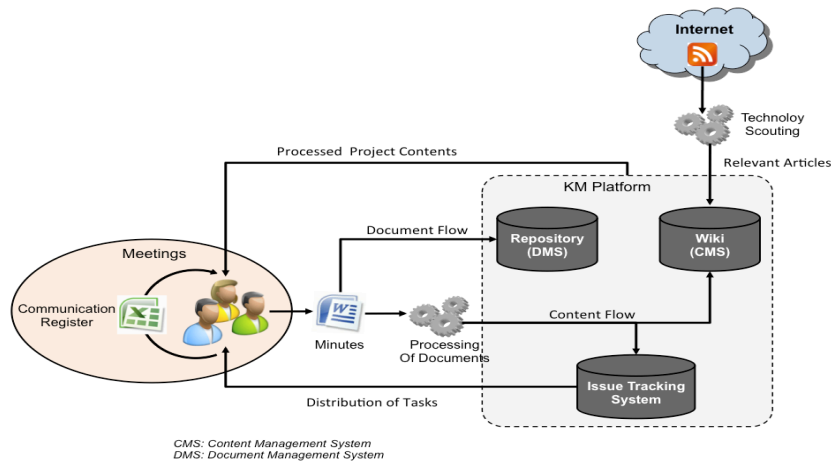 Internet
Technoloy
Scouting
Processed Project Contents
Relevant Articles
KM Platform
Document Flow
Repository
(DMS)
Wiki
(CMS)
Meetings
Communication
Register
Minutes
Processing
Of Documents
Content Flow
Issue Tracking
System
Distribution of Tasks
CMS: Content Management System
DMS: Document Management System